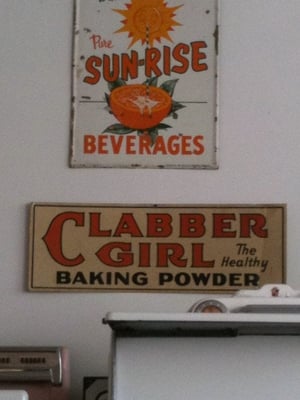 Pure
SUN-RISE
BEVERAGES
CLABBER
GIRL The
Healthy
BAKING POWDER